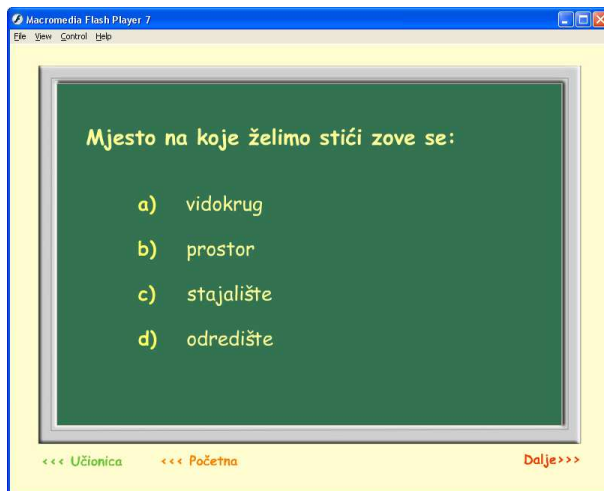 Macromedia Flash Player 7
File View Control Help
Mjesto na koje želimo stići zove se:
a) vidokrug
b) prostor
c) stajalište
d) odredište
<<< Učionica <<< Početna Dalje>>>